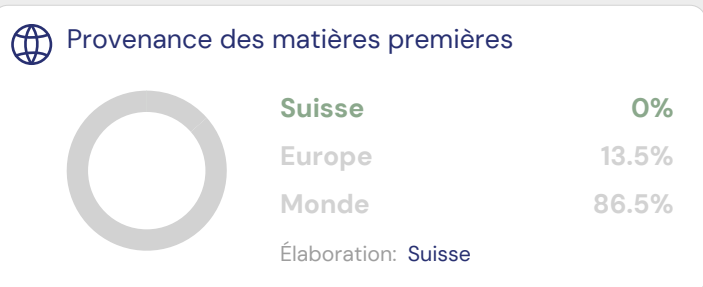 Provenance des matières premières
Suisse 0%
Europe 13.5%
Monde 86.5%
Élaboration: Suisse